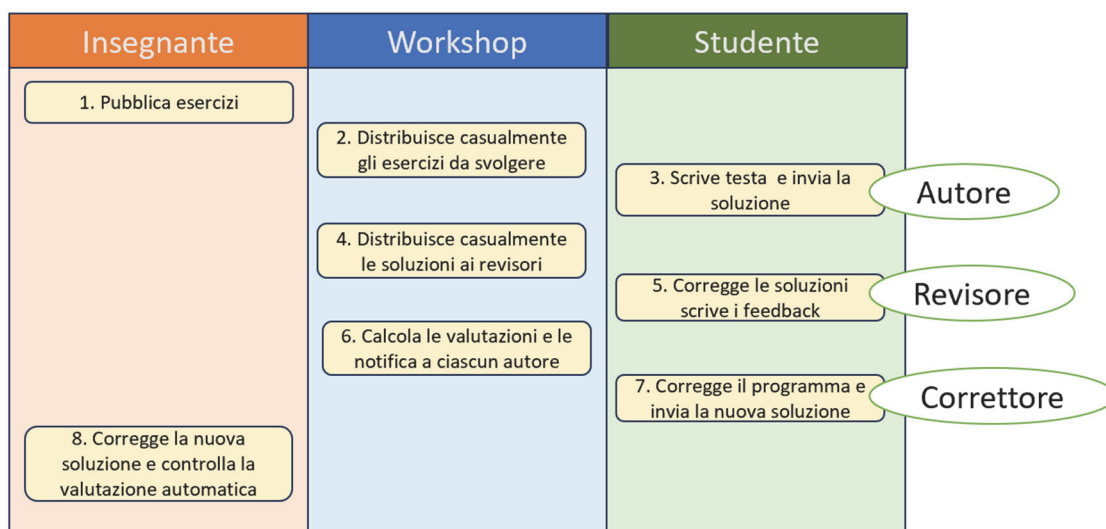 Insegnante
Workshop
Studente
1. Pubblica esercizi
2. Distribuisce casualmente
gli esercizi da svolgere
3. Scrive testa e invia la
soluzione
Autore
4. Distribuisce casualmente
le soluzioni ai revisori
5. Corregge le soluzioni
scrive i feedback
Revisore
6. Calcola le valutazioni e le
notifica a ciascun autore
7. Corregge il programma e
invia la nuova soluzione
Correttore
8. Corregge la nuova
soluzione e controlla la
valutazione automatica